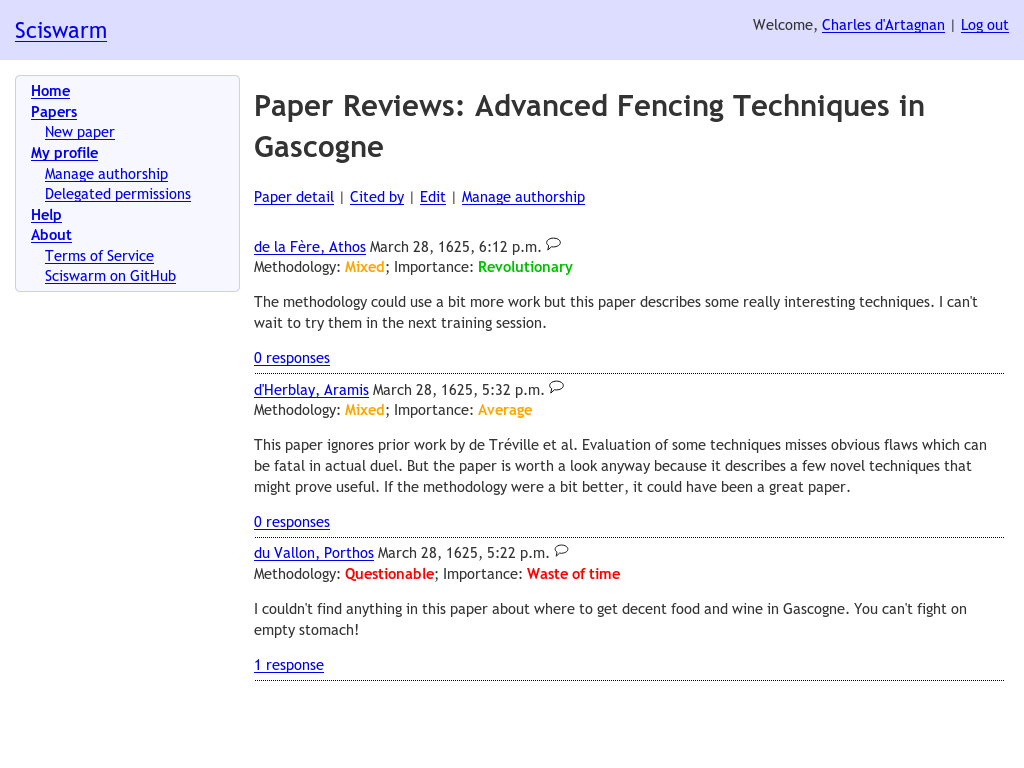 Sciswarm
Welcome, Charles d'Artagnan | Log out
Home
Papers
New paper
My profile
Manage authorship
Delegated permissions
Help
About
Terms of Service
Sciswarm on GitHub
Paper Reviews: Advanced Fencing Techniques in
Gascogne
Paper detail | Cited by | Edit | Manage authorship
de la Fère, Athos March 28, 1625, 6:12 p.m.
Methodology: Mixed; Importance: Revolutionary
The methodology could use a bit more work but this paper describes some really interesting techniques. I can't
wait to try them in the next training session.
0 responses
d'Herblay, Aramis March 28, 1625, 5:32 p.m.
Methodology: Mixed; Importance: Average
This paper ignores prior work by de Tréville et al. Evaluation of some techniques misses obvious flaws which can
be fatal in actual duel. But the paper is worth a look anyway because it describes a few novel techniques that
might prove useful. If the methodology were a bit better, it could have been a great paper.
0 responses
du Vallon, Porthos March 28, 1625, 5:22 p.m.
Methodology: Questionable; Importance: Waste of time
I couldn't find anything in this paper about where to get decent food and wine in Gascogne. You can't fight on
empty stomach!
1 response